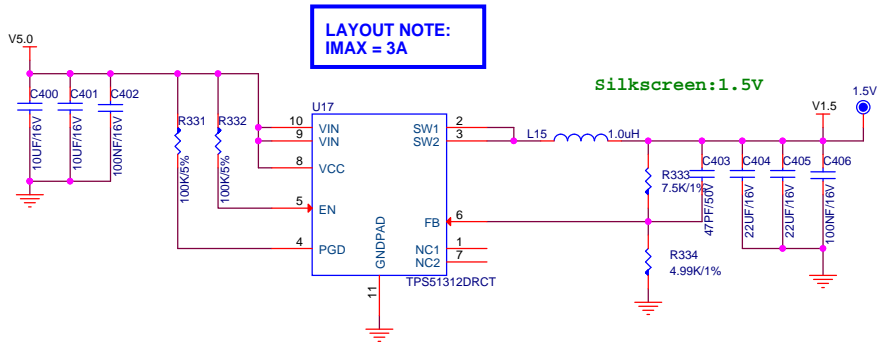 LAYOUT NOTE:
IMAX = 3A
V5.0
Silkscreen:1.5V
1.5V
V1.5
C400
10UF/16V
C401
10UF/16V
C402
100NF/16V
R331
100K/5%
R332
100K/5%
U17
10
VIN
9
VIN
8
VCC
5
EN
4
PGD
GNDPAD
11
SW1
2
SW2
3
FB
6
NC1
1
NC2
7
TPS51312DRCT
L15
1.0uH
R333
7.5K/1%
R334
4.99K/1%
C403
47PF/50V
C404
22UF/16V
C405
22UF/16V
C406
100NF/16V